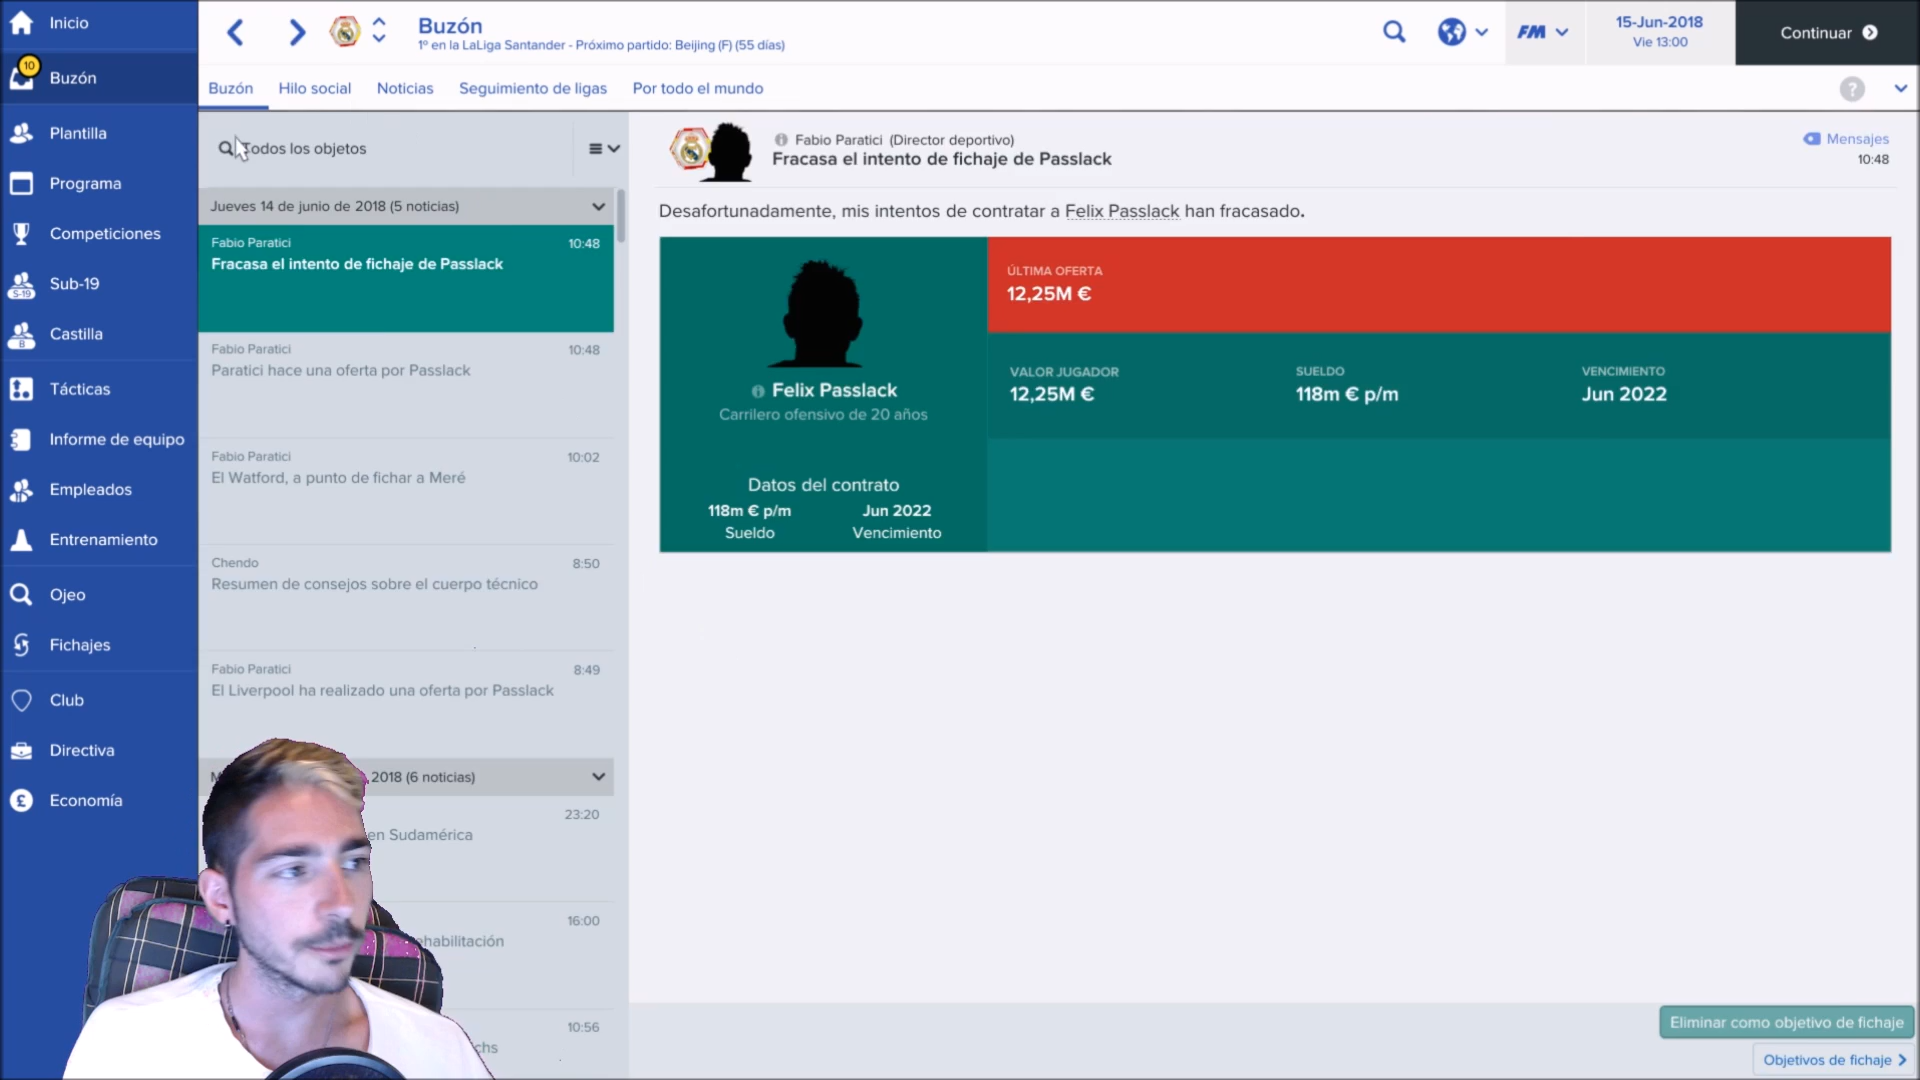 Inicio
10
Buzón
Plantilla
Programa
Competiciones
S-19
Sub-19
B
Castilla
Tácticas
Informe de equipo
Empleados
Entrenamiento
Ojeo
Fichajes
Club
Directiva
£
Economía
Buzón
1º en la LaLiga Santander - Próximo partido: Beijing (F) (55 días)
FM
15-Jun-2018
Vie 13:00
Continuar
Buzón
Hilo social
Noticias
Seguimiento de ligas
Por todo el mundo
?
Todos los objetos
Jueves 14 de junio de 2018 (5 noticias)
Fabio Paratici
10:48
Fracasa el intento de fichaje de Passlack
Fabio Paratici
10:48
Paratici hace una oferta por Passlack
Fabio Paratici
10:02
El Watford, a punto de fichar a Meré
Chendo
8:50
Resumen de consejos sobre el cuerpo técnico
Fabio Paratici
8:49
El Liverpool ha realizado una oferta por Passlack
2018 (6 noticias)
23:20
en Sudamérica
16:00
ehabilitación
10:56
chs
Fabio Paratici (Director deportivo)
Fracasa el intento de fichaje de Passlack
Mensajes
10:48
Desafortunadamente, mis intentos de contratar a Felix Passlack han fracasado.
Felix Passlack
Carrilero ofensivo de 20 años
Datos del contrato
118m € p/m
Jun 2022
Sueldo
Vencimiento
ÚLTIMA OFERTA
12,25M €
VALOR JUGADOR
SUELDO
VENCIMIENTO
12,25M €
118m € p/m
Jun 2022
Eliminar como objetivo de fichaje
Objetivos de fichaje